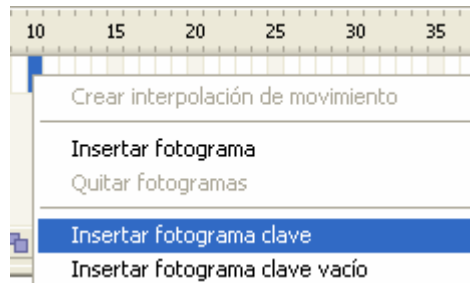 10 15 20 25 30 35
Crear interpolación de movimiento
Insertar fotograma
Quitar fotogramas
Insertar fotograma clave
Insertar fotograma clave vacío